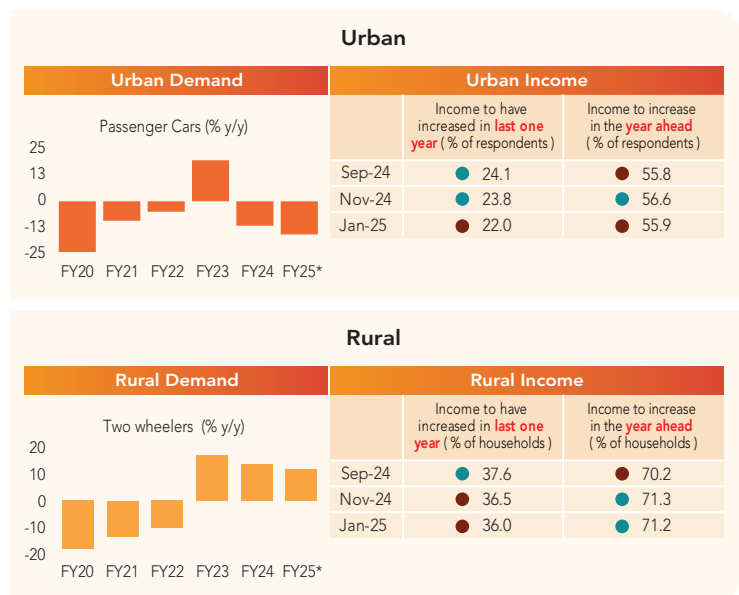 Urban
Urban Demand
Passenger Cars (% y/y)
25
13
0
-13
-25
FY20 FY21 FY22 FY23 FY24 FY25*
Urban Income
Income to have
increased in last one
year ( % of respondents )
Income to increase
in the year ahead
( % of respondents )
Sep-24 24.1 55.8
Nov-24 23.8 56.6
Jan-25 22.0 55.9
Rural
Rural Demand
Two wheelers (% y/y)
20
10
0
-10
-20
FY20 FY21 FY22 FY23 FY24 FY25*
Rural Income
Income to have
increased in last one
year ( % of households )
Income to increase
in the year ahead
( % of households )
Sep-24 37.6 70.2
Nov-24 36.5 71.3
Jan-25 36.0 71.2